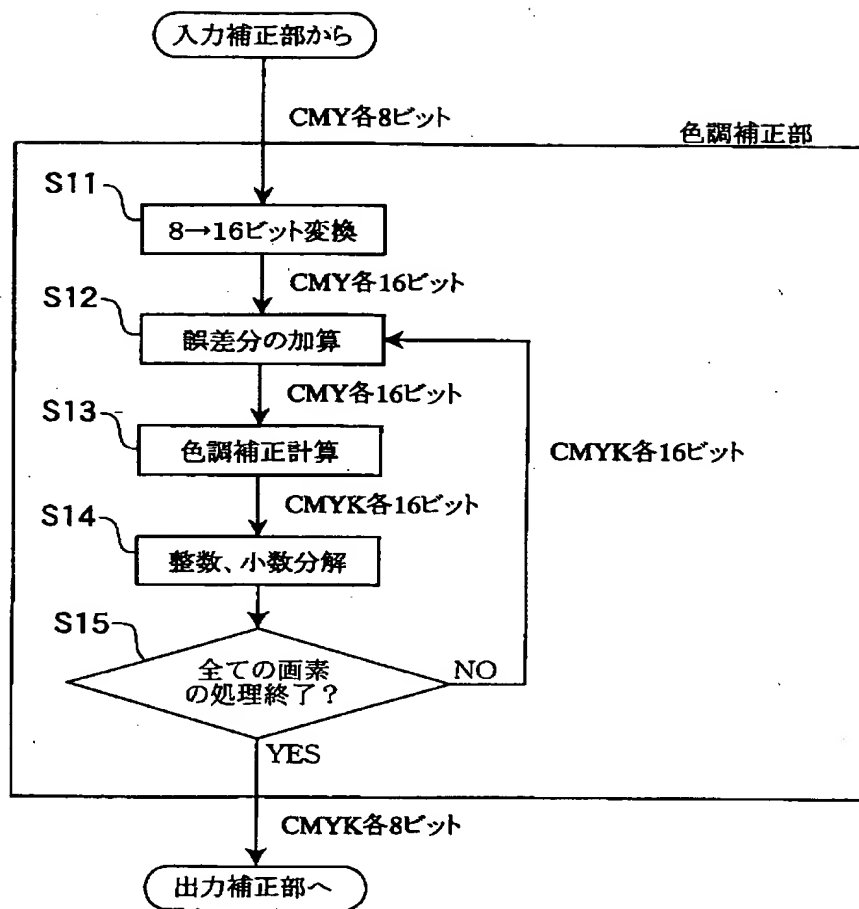 入力補正部から
CMY各8ビット
色調補正部
S11
8→16ビット変換
CMY各16ビット
S12
誤差分の加算
CMY各16ビット
S13
色調補正計算
CMYK各16ビット
CMYK各16ビット
S14
整数、小数分解
S15
全ての画素
の処理終了？
NO
YES
CMYK各8ビット
出力補正部へ